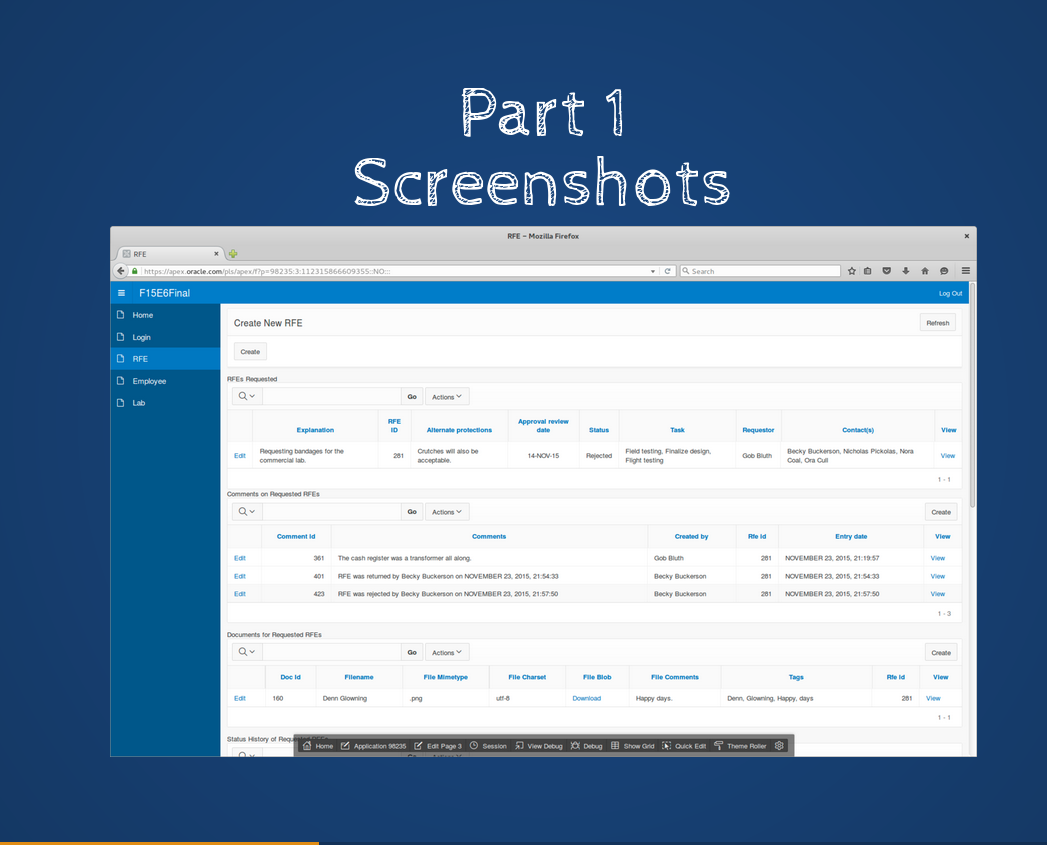 Part 1
Screenshots
RFE – Mozilla Firefox
RFE
https://apex.oracle.com/pls/apex/f?p=98235:3:112315866609355::NO:::
Search
F15E6Final
Log Out
Home
Login
RFE
Employee
Lab
Create New RFE
Refresh
Create
RFEs Requested
Go Actions
Explanation RFE ID Alternate protections Approval review date Status Task Requestor Contact(s) View
Edit Requesting bandages for the commercial lab. 281 Crutches will also be acceptable. 14-NOV-15 Rejected Field testing, Finalize design, Flight testing Gob Bluth Becky Buckerson, Nicholas Pickolas, Nora Coal, Ora Cull View
1 - 1
Comments on Requested RFEs
Go Actions Create
Comment Id Comments Created by Rfe Id Entry date View
Edit 361 The cash register was a transformer all along. Gob Bluth 281 NOVEMBER 23, 2015, 21:19:57 View
Edit 401 RFE was returned by Becky Buckerson on NOVEMBER 23, 2015, 21:54:33 Becky Buckerson 281 NOVEMBER 23, 2015, 21:54:33 View
Edit 423 RFE was rejected by Becky Buckerson on NOVEMBER 23, 2015, 21:57:50 Becky Buckerson 281 NOVEMBER 23, 2015, 21:57:50 View
1 - 3
Documents for Requested RFEs
Go Actions Create
Doc Id Filename File Mimetype File Charset File Blob File Comments Tags Rfe Id View
Edit 160 Denn Glowning .png utf-8 Download Happy days. Denn, Glowning, Happy, days 281 View
1 - 1
Status History of Requested RFEs
Home Application 98235 Edit Page 3 Session View Debug Debug Show Grid Quick Edit Theme Roller